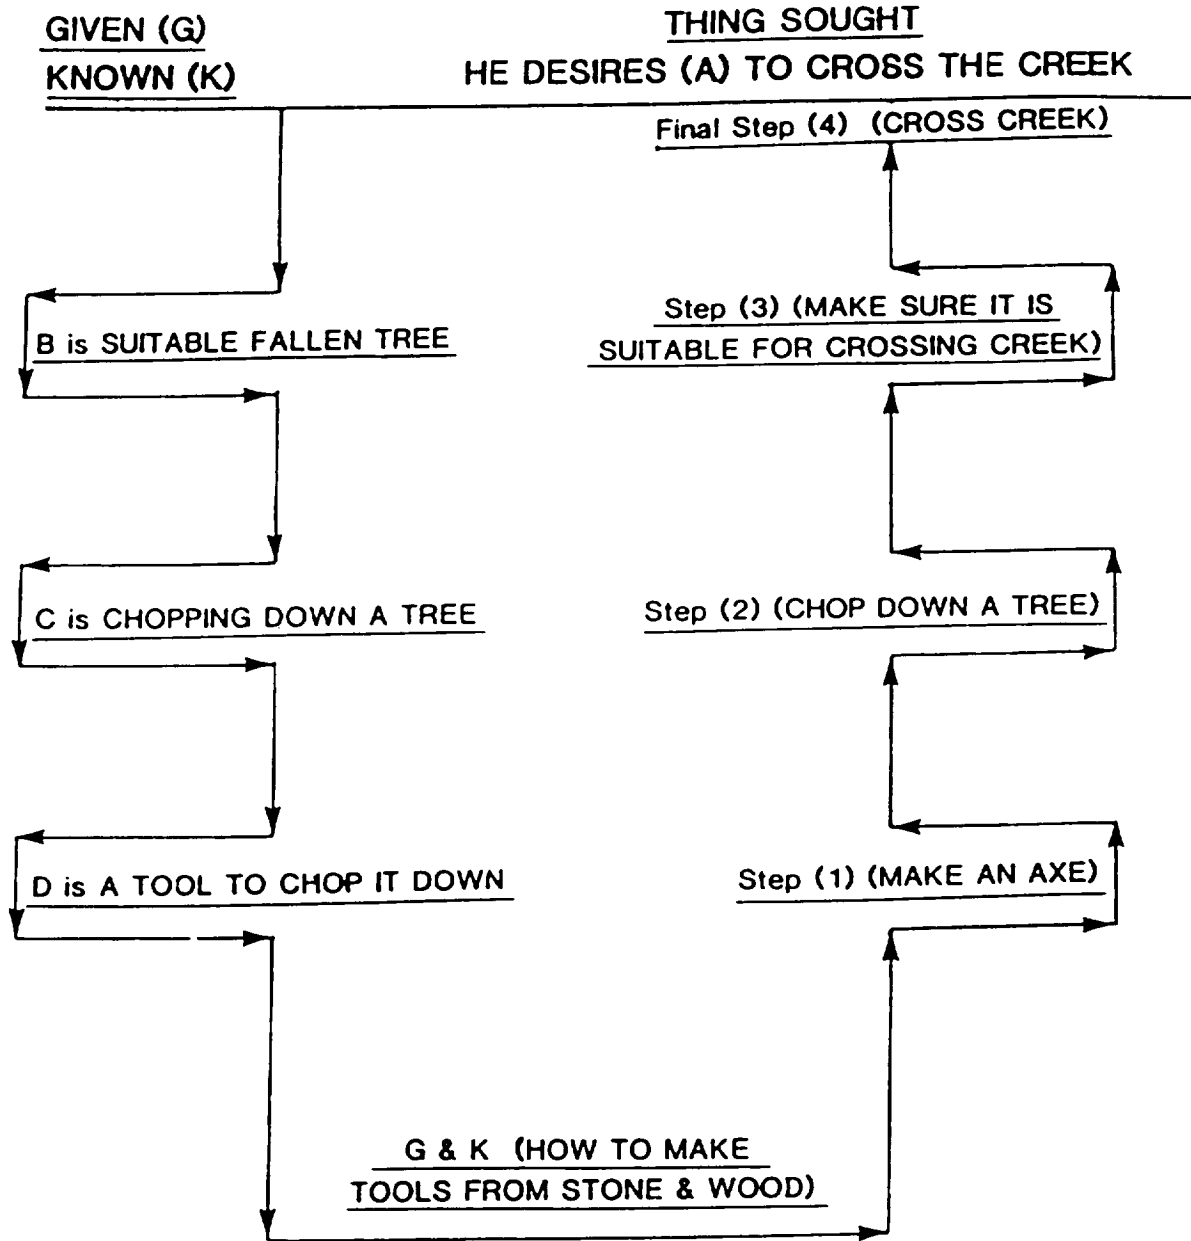 GIVEN (G)
KNOWN (K)
THING SOUGHT
HE DESIRES (A) TO CROSS THE CREEK
Final Step (4) (CROSS CREEK)
B is SUITABLE FALLEN TREE
Step (3) (MAKE SURE IT IS
SUITABLE FOR CROSSING CREEK)
C is CHOPPING DOWN A TREE
Step (2) (CHOP DOWN A TREE)
D is A TOOL TO CHOP IT DOWN
Step (1) (MAKE AN AXE)
G & K (HOW TO MAKE
TOOLS FROM STONE & WOOD)